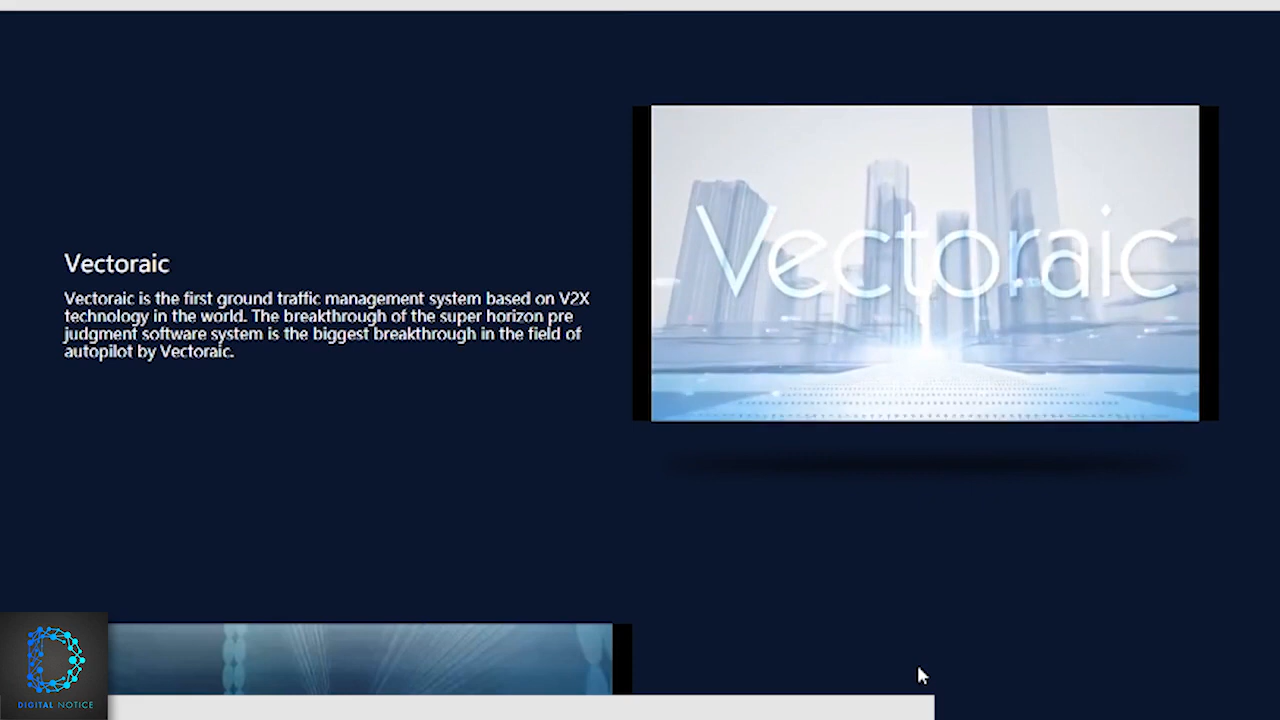 Vectoraic
Vectoraic
Vectoraic is the first ground traffic management system based on V2X
technology in the world. The breakthrough of the super horizon pre
judgment software system is the biggest breakthrough in the field of
autopilot by Vectoraic.
DIGITAL NOTICE